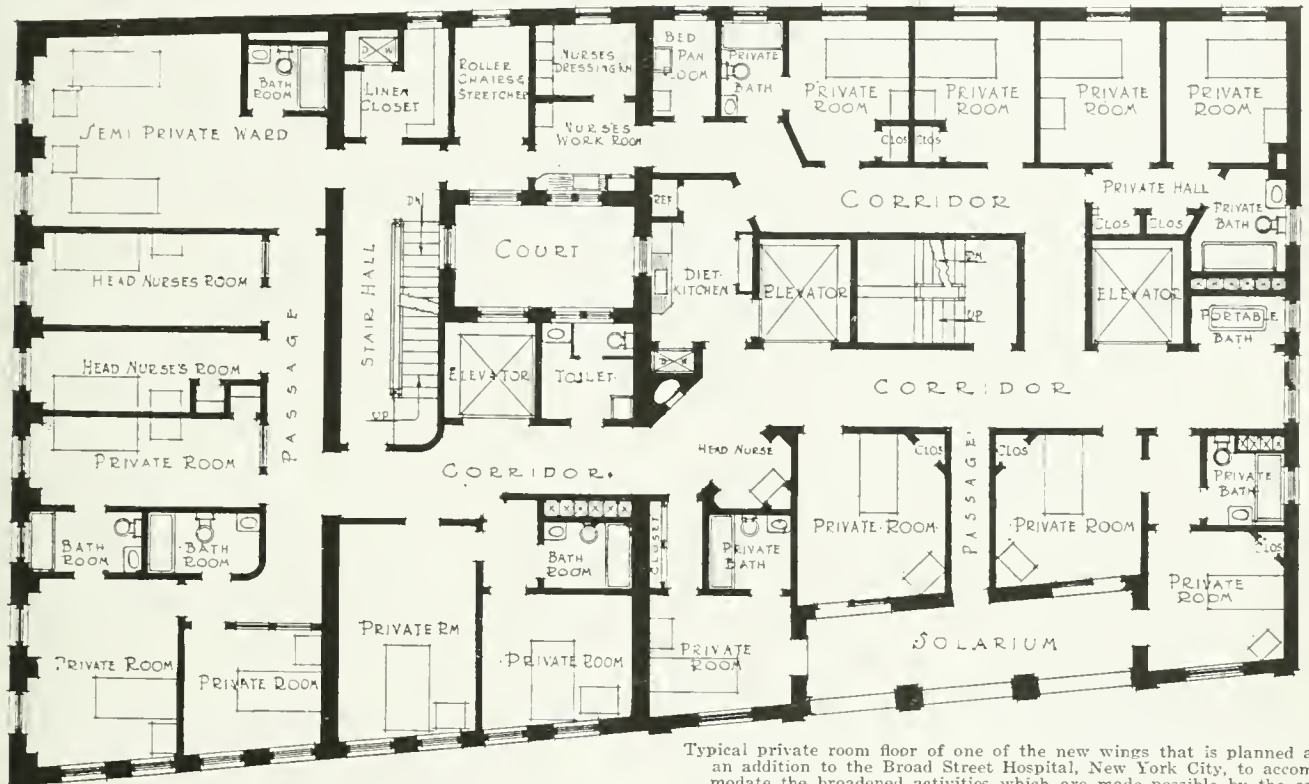 BED
PAN
ROOM
PRIVATE
BATH
NURSES
DRESSING RM
ROLLER
CHAIRS &
STRETCHER
D W
LINEN
CLOSET
BATH
ROOM
SEMI PRIVATE WARD
NURSES
WORK ROOM
PRIVATE
ROOM
PRIVATE
ROOM
PRIVATE
ROOM
PRIVATE
ROOM
CLOS
CLOS
PRIVATE HALL
CLOS
CLOS
PRIVATE
BATH
CORRIDOR
REF
DN
COURT
STAIR HALL
UP
HEAD NURSES ROOM
HEAD NURSE'S ROOM
PASSAGE
PRIVATE ROOM
DIET
KITCHEN
ELEVATOR
DN
UP
ELEVATOR
PORTABLE
BATH
ELEVATOR
TOILET
D W
CORRIDOR
CORRIDOR.
HEAD NURSE
CLOS
CLOS
PASSAGE
PRIVATE ROOM
PRIVATE ROOM
PRIVATE
BATH
CLOS
PRIVATE
ROOM
BATH
ROOM
BATH
ROOM
BATH
ROOM
CLOSET
PRIVATE
BATH
PRIVATE ROOM
PRIVATE ROOM
PRIVATE RM
PRIVATE ROOM
PRIVATE
ROOM
SOLARIUM
Typical private room floor of one of the new wings that is planned a
an addition to the Broad Street Hospital, New York City, to accom
modate the broadened activities which are made possible by the